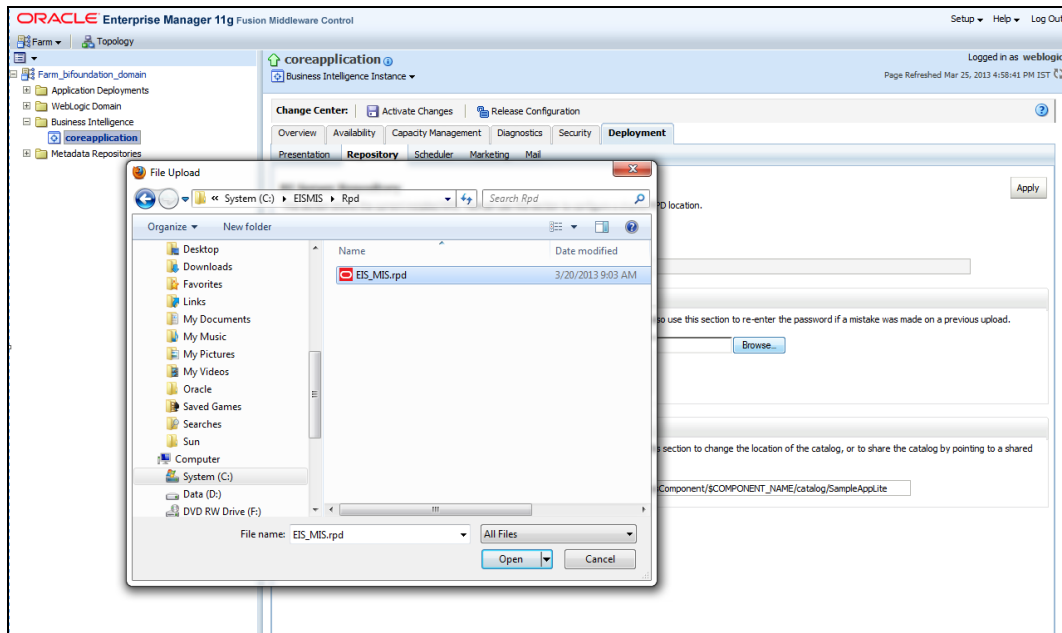 ORACLE Enterprise Manager 11g Fusion Middleware Control
Setup Help Log Out
Farm Topology
Farm_bifoundation_domain
Application Deployments
WebLogic Domain
Business Intelligence
coreapplication
Metadata Repositories
coreapplication
Logged in as weblogic
Business Intelligence Instance
Page Refreshed Mar 25, 2013 4:58:41 PM IST
Change Center: Activate Changes Release Configuration
Overview Availability Capacity Management Diagnostics Security Deployment
Presentation Repository Scheduler Marketing Mail
Apply
PD location.
so use this section to re-enter the password if a mistake was made on a previous upload.
Browse...
s section to change the location of the catalog, or to share the catalog by pointing to a shared
Component/$COMPONENT_NAME/catalog/SampleAppLite
File Upload
« System (C:) EISMIS Rpd
Search Rpd
Organize New folder
Desktop
Downloads
Favorites
Links
My Documents
My Music
My Pictures
My Videos
Oracle
Saved Games
Searches
Sun
Computer
System (C:)
Data (D:)
DVD RW Drive (F:)
Name Date modified
EIS_MIS.rpd 3/20/2013 9:03 AM
File name: EIS_MIS.rpd All Files
Open Cancel